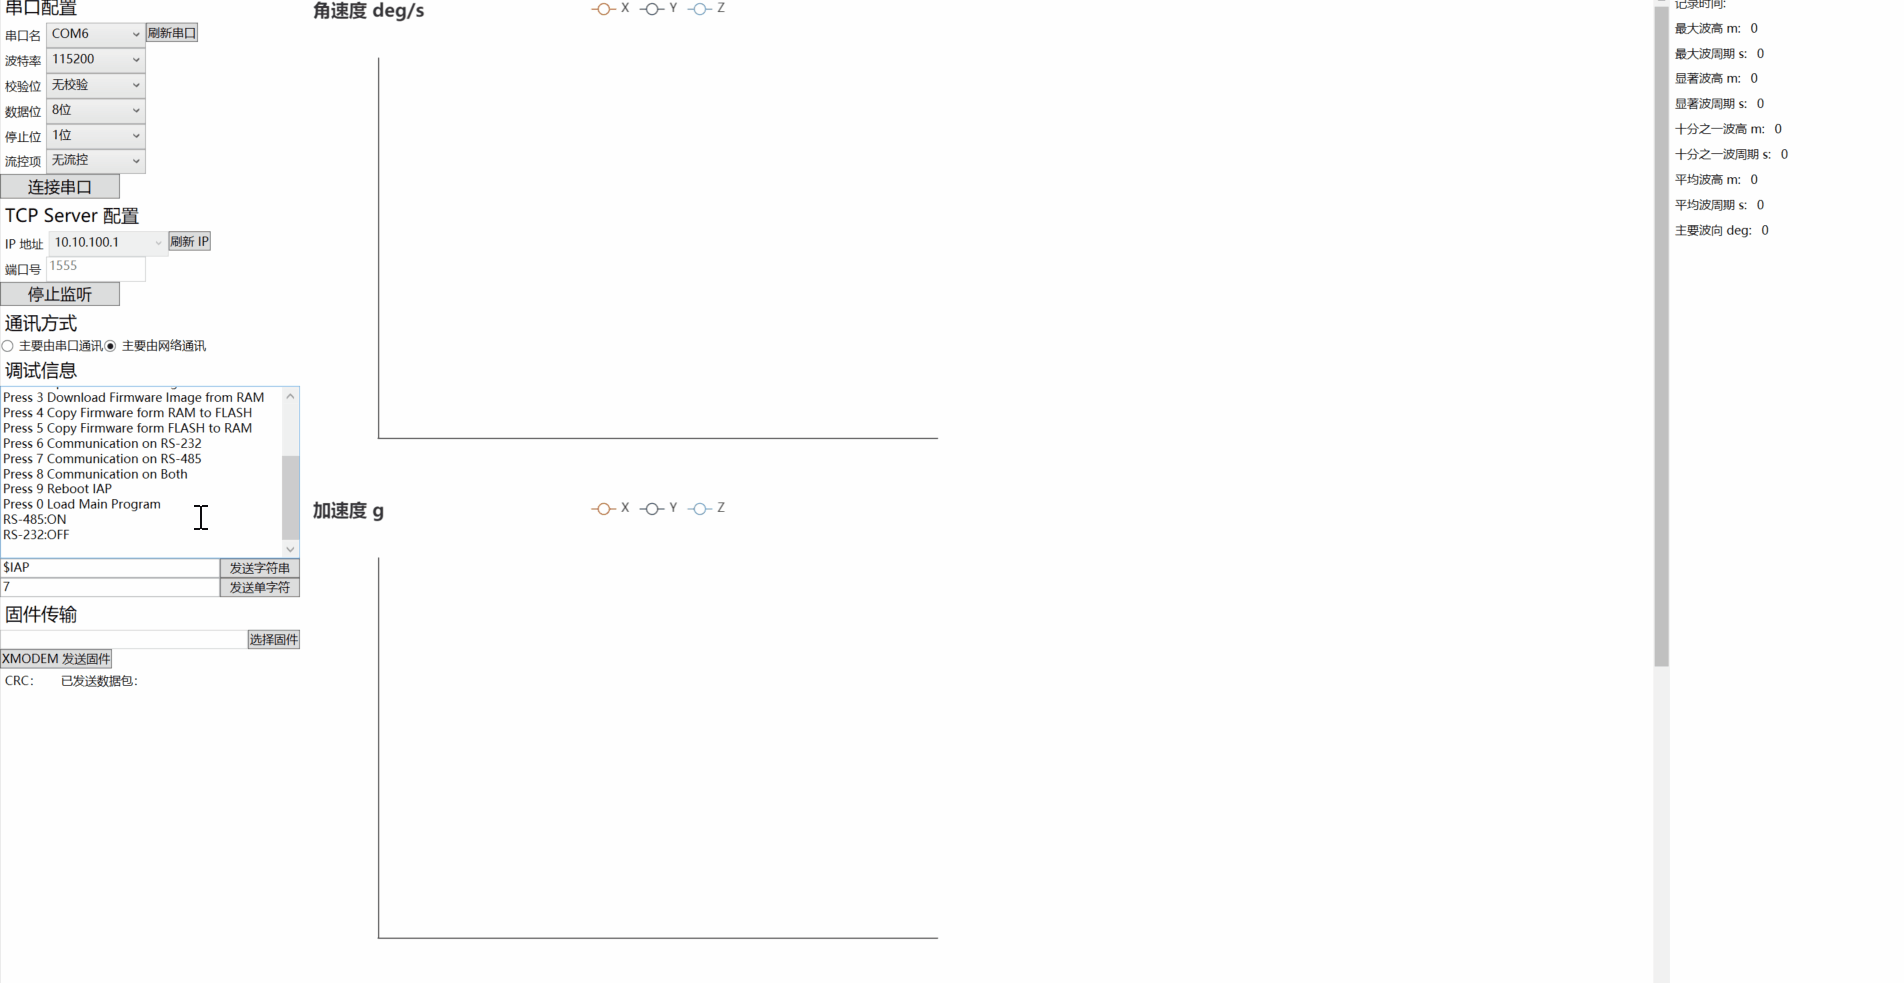 串口配置
串口名 COM6 刷新串口
波特率 115200
校验位 无校验
数据位 8位
停止位 1位
流控项 无流控
连接串口
TCP Server 配置
IP 地址 10.10.100.1 刷新 IP
端口号 1555
停止监听
通讯方式
主要由串口通讯 主要由网络通讯
调试信息
Press 3 Download Firmware Image from RAM
Press 4 Copy Firmware form RAM to FLASH
Press 5 Copy Firmware form FLASH to RAM
Press 6 Communication on RS-232
Press 7 Communication on RS-485
Press 8 Communication on Both
Press 9 Reboot IAP
Press 0 Load Main Program
RS-485:ON
RS-232:OFF
$IAP 发送字符串
7 发送单字符
固件传输
选择固件
XMODEM 发送固件
CRC: 已发送数据包:
角速度 deg/s
X Y Z
加速度 g
X Y Z
记录时间:
最大波高 m: 0
最大波周期 s: 0
显著波高 m: 0
显著波周期 s: 0
十分之一波高 m: 0
十分之一波周期 s: 0
平均波高 m: 0
平均波周期 s: 0
主要波向 deg: 0